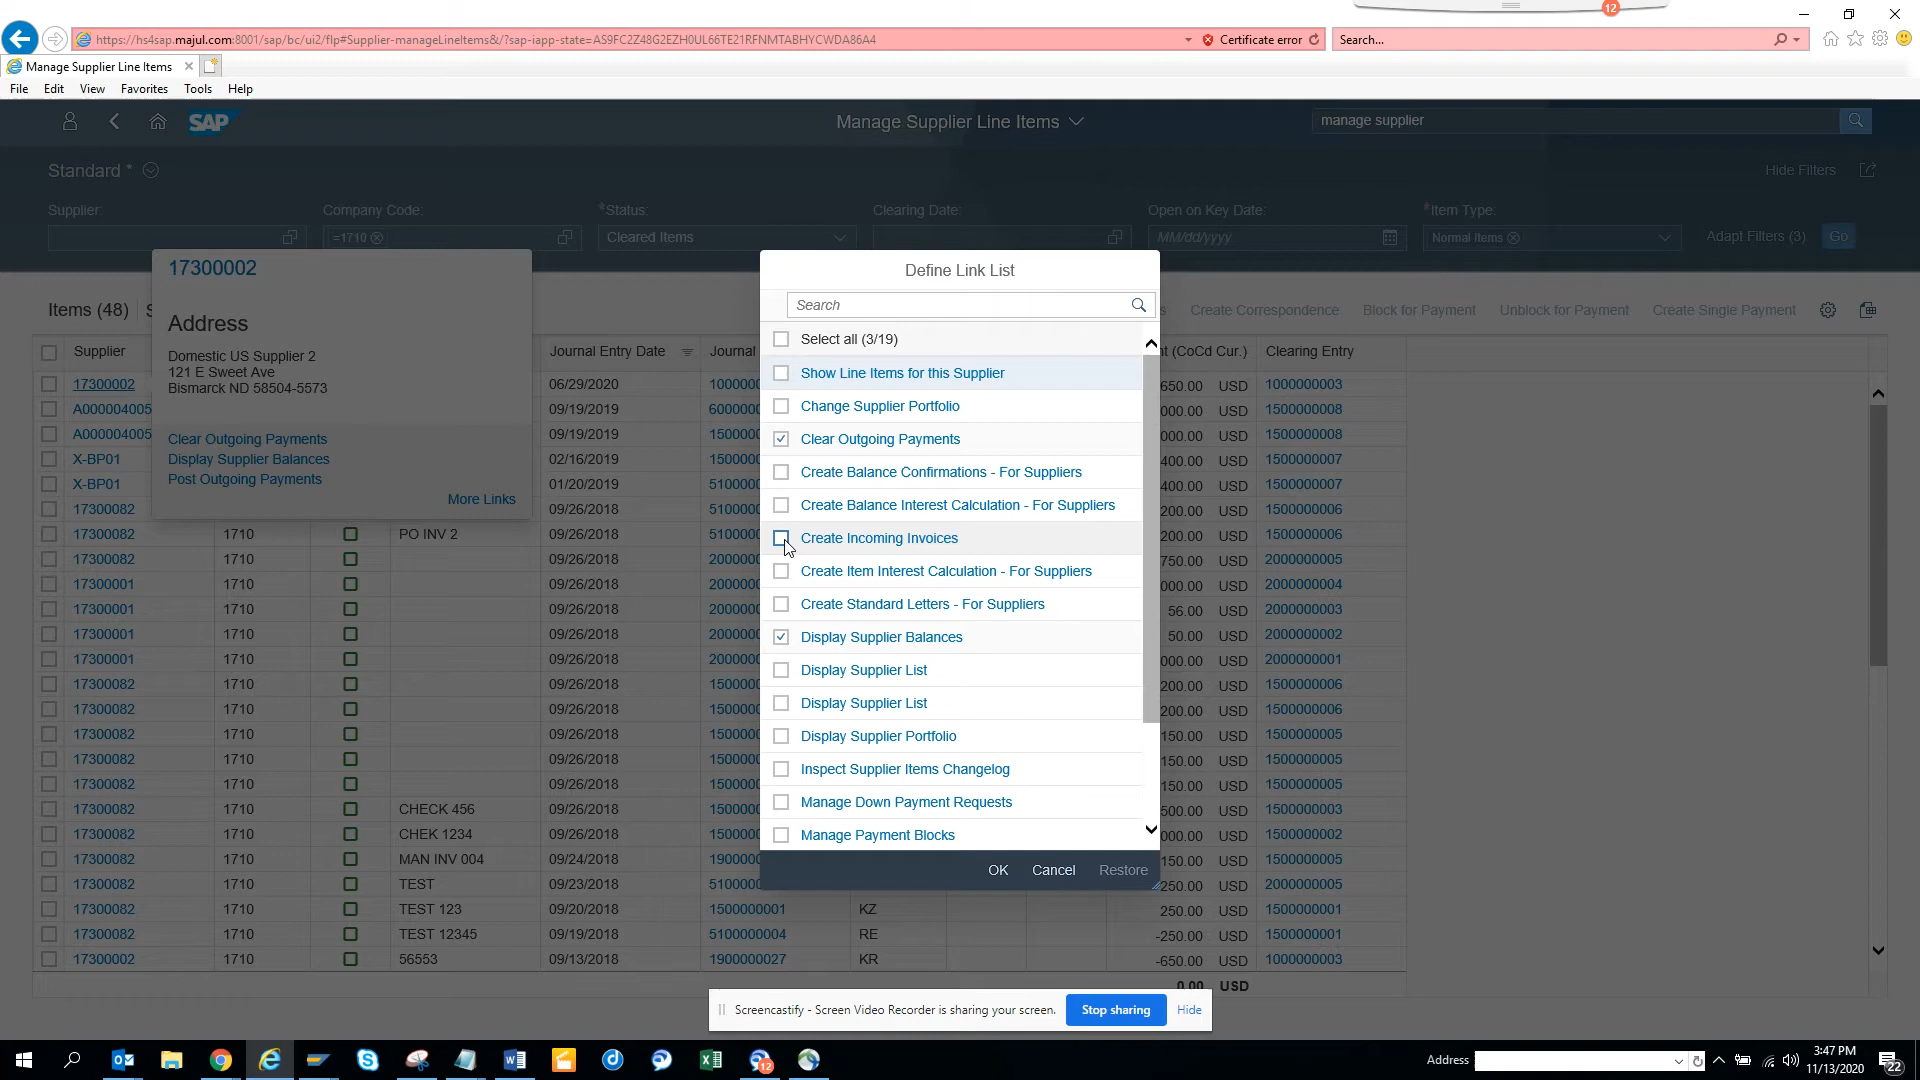 12
https://hs4sap.majul.com:8001/sap/bc/ui2/flp#Supplier-manageLineItems&/?sap-iapp-state=AS9FC2Z48G2EZH0UL66TE21RFNMTABHYCWDA86A4 Certificate error Search...
Manage Supplier Line Items
File Edit View Favorites Tools Help
SAP Manage Supplier Line Items manage supplier
Standard * Hide Filters
Supplier: Company Code: *Status: Clearing Date: Open on Key Date: *Item Type:
=1710 Cleared Items MM/dd/yyyy Normal Items Adapt Filters (3) Go
17300002
Address
Domestic US Supplier 2
121 E Sweet Ave
Bismarck ND 58504-5573
Clear Outgoing Payments
Display Supplier Balances
Post Outgoing Payments
More Links
Define Link List
Search
Select all (3/19)
Show Line Items for this Supplier
Change Supplier Portfolio
Clear Outgoing Payments
Create Balance Confirmations - For Suppliers
Create Balance Interest Calculation - For Suppliers
Create Incoming Invoices
Create Item Interest Calculation - For Suppliers
Create Standard Letters - For Suppliers
Display Supplier Balances
Display Supplier List
Display Supplier List
Display Supplier Portfolio
Inspect Supplier Items Changelog
Manage Down Payment Requests
Manage Payment Blocks
OK Cancel Restore
Items (48) S s Create Correspondence Block for Payment Unblock for Payment Create Single Payment
Supplier Journal Entry Date Journal t (CoCd Cur.) Clearing Entry
17300002 06/29/2020 1000000 650.00 USD 1000000003
A000004005 09/19/2019 6000000 000.00 USD 1500000008
A000004005 09/19/2019 1500000 000.00 USD 1500000008
X-BP01 02/16/2019 1500000 400.00 USD 1500000007
X-BP01 01/20/2019 5100000 400.00 USD 1500000007
17300082 09/26/2018 5100000 200.00 USD 1500000006
17300082 1710 PO INV 2 09/26/2018 5100000 200.00 USD 1500000006
17300082 1710 09/26/2018 5100000 750.00 USD 2000000005
17300001 1710 09/26/2018 2000000 000.00 USD 2000000004
17300001 1710 09/26/2018 2000000 56.00 USD 2000000003
17300001 1710 09/26/2018 2000000 50.00 USD 2000000002
17300001 1710 09/26/2018 2000000 000.00 USD 2000000001
17300082 1710 09/26/2018 1500000 200.00 USD 1500000006
17300082 1710 09/26/2018 1500000 200.00 USD 1500000006
17300082 1710 09/26/2018 1500000 150.00 USD 1500000005
17300082 1710 09/26/2018 1500000 150.00 USD 1500000005
17300082 1710 09/26/2018 1500000 150.00 USD 1500000005
17300082 1710 CHECK 456 09/26/2018 1500000 500.00 USD 1500000003
17300082 1710 CHEK 1234 09/26/2018 1500000 000.00 USD 1500000002
17300082 1710 MAN INV 004 09/24/2018 1900000 150.00 USD 1500000005
17300082 1710 TEST 09/23/2018 5100000 -250.00 USD 2000000005
17300082 1710 TEST 123 09/20/2018 1500000001 KZ 250.00 USD 1500000001
17300082 1710 TEST 12345 09/19/2018 5100000004 RE -250.00 USD 1500000001
17300002 1710 56553 09/13/2018 1900000027 KR -650.00 USD 1000000003
0.00 USD
Screencastify - Screen Video Recorder is sharing your screen. Stop sharing Hide
12 Address 3:47 PM
11/13/2020 22